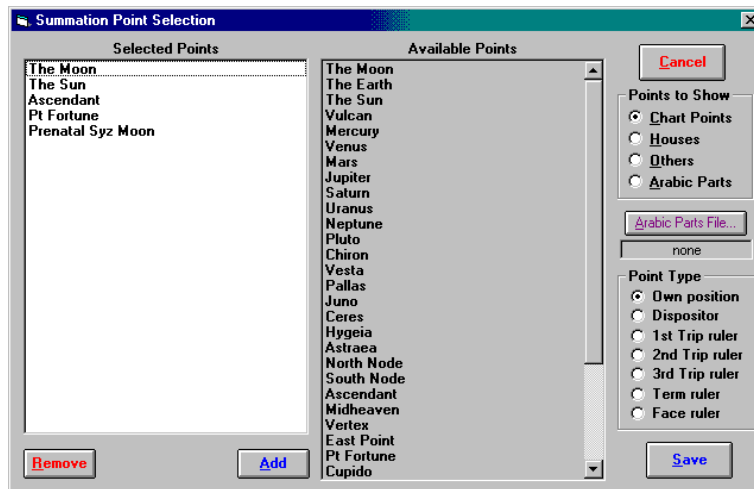 Summation Point Selection
Selected Points
The Moon
The Sun
Ascendant
Pt Fortune
Prenatal Syz Moon
Remove
Add
Available Points
The Moon
The Earth
The Sun
Vulcan
Mercury
Venus
Mars
Jupiter
Saturn
Uranus
Neptune
Pluto
Chiron
Vesta
Pallas
Juno
Ceres
Hygeia
Astraea
North Node
South Node
Ascendant
Midheaven
Vertex
East Point
Pt Fortune
Cupido
Cancel
Points to Show
Chart Points
Houses
Others
Arabic Parts
Arabic Parts File...
none
Point Type
Own position
Dispositor
1st Trip ruler
2nd Trip ruler
3rd Trip ruler
Term ruler
Face ruler
Save